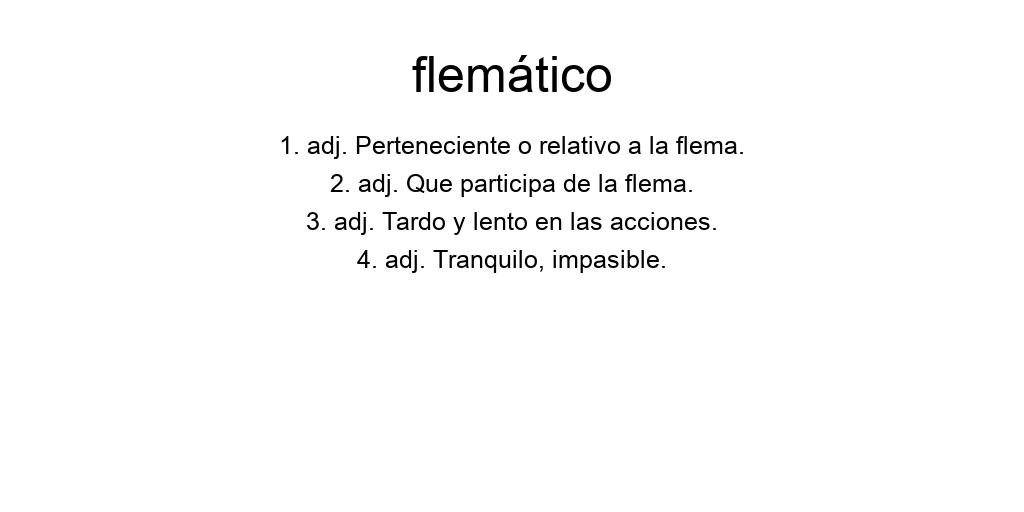 flemático
1. adj. Perteneciente o relativo a la flema.
2. adj. Que participa de la flema.
3. adj. Tardo y lento en las acciones.
4. adj. Tranquilo, impasible.